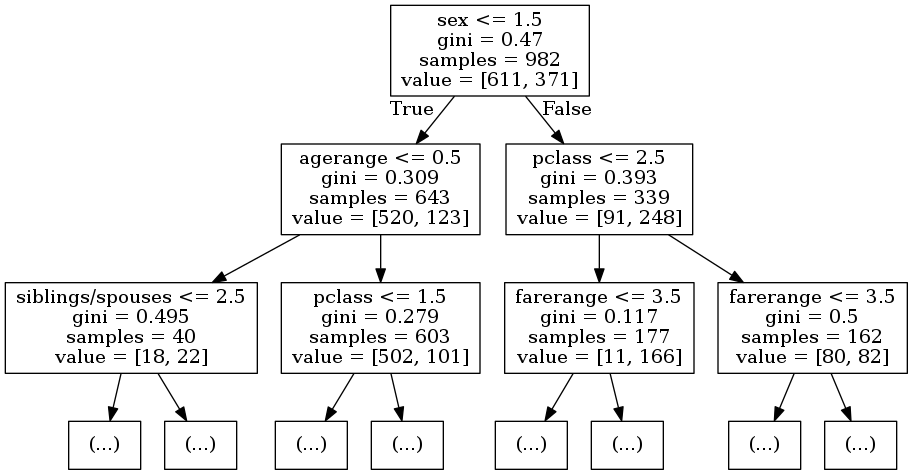 sex <= 1.5
gini = 0.47
samples = 982
value = [611, 371]
True
False
agerange <= 0.5
gini = 0.309
samples = 643
value = [520, 123]
pclass <= 2.5
gini = 0.393
samples = 339
value = [91, 248]
siblings/spouses <= 2.5
gini = 0.495
samples = 40
value = [18, 22]
pclass <= 1.5
gini = 0.279
samples = 603
value = [502, 101]
farerange <= 3.5
gini = 0.117
samples = 177
value = [11, 166]
farerange <= 3.5
gini = 0.5
samples = 162
value = [80, 82]
(...)
(...)
(...)
(...)
(...)
(...)
(...)
(...)